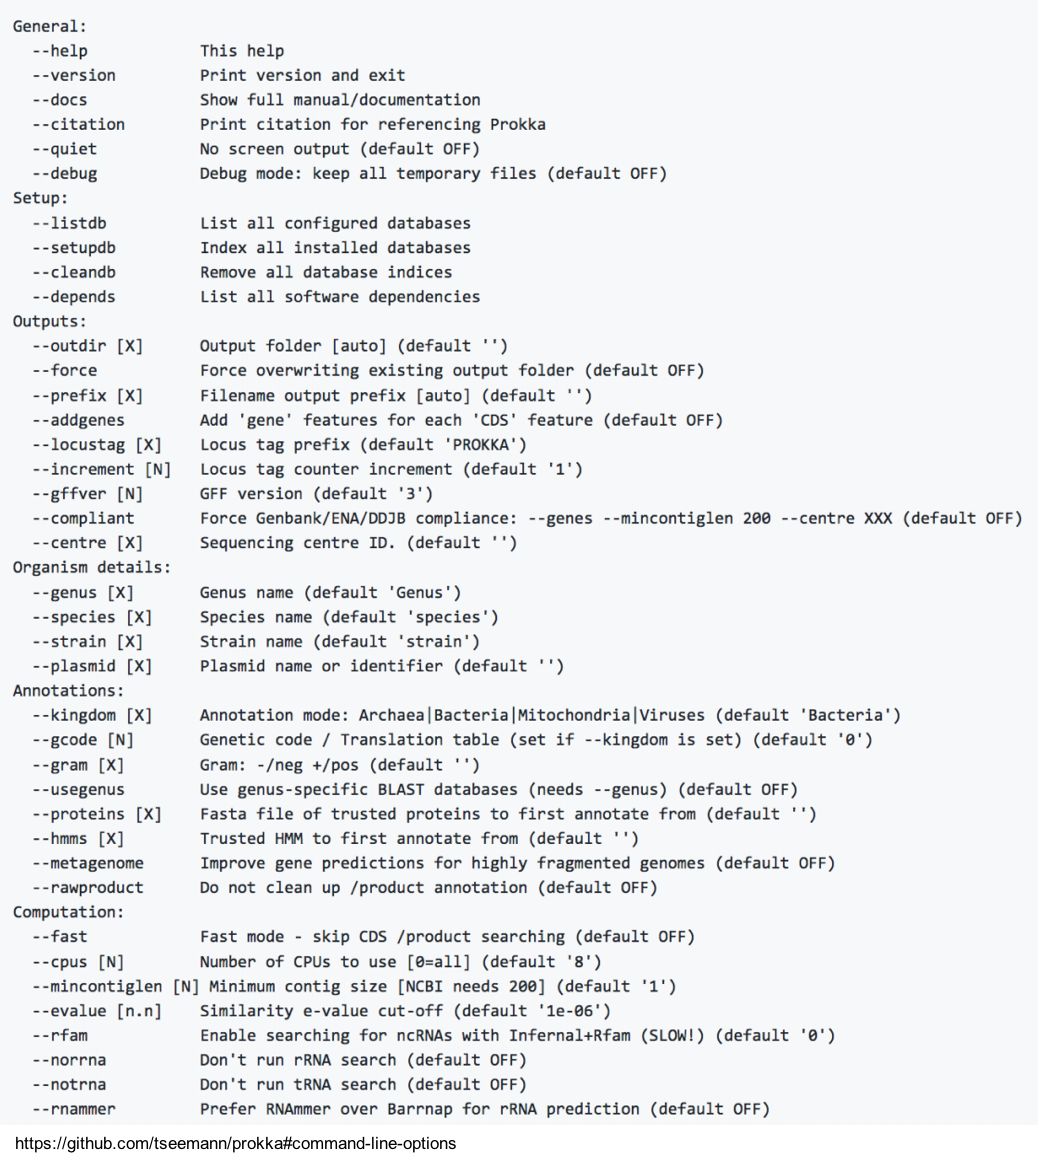 General:
  --help            This help
  --version         Print version and exit
  --docs            Show full manual/documentation
  --citation        Print citation for referencing Prokka
  --quiet           No screen output (default OFF)
  --debug           Debug mode: keep all temporary files (default OFF)
Setup:
  --listdb          List all configured databases
  --setupdb         Index all installed databases
  --cleandb         Remove all database indices
  --depends         List all software dependencies
Outputs:
  --outdir [X]      Output folder [auto] (default '')
  --force           Force overwriting existing output folder (default OFF)
  --prefix [X]      Filename output prefix [auto] (default '')
  --addgenes        Add 'gene' features for each 'CDS' feature (default OFF)
  --locustag [X]    Locus tag prefix (default 'PROKKA')
  --increment [N]   Locus tag counter increment (default '1')
  --gffver [N]      GFF version (default '3')
  --compliant       Force Genbank/ENA/DDJB compliance: --genes --mincontiglen 200 --centre XXX (default OFF)
  --centre [X]      Sequencing centre ID. (default '')
Organism details:
  --genus [X]       Genus name (default 'Genus')
  --species [X]     Species name (default 'species')
  --strain [X]      Strain name (default 'strain')
  --plasmid [X]     Plasmid name or identifier (default '')
Annotations:
  --kingdom [X]     Annotation mode: Archaea|Bacteria|Mitochondria|Viruses (default 'Bacteria')
  --gcode [N]       Genetic code / Translation table (set if --kingdom is set) (default '0')
  --gram [X]        Gram: -/neg +/pos (default '')
  --usegenus        Use genus-specific BLAST databases (needs --genus) (default OFF)
  --proteins [X]    Fasta file of trusted proteins to first annotate from (default '')
  --hmms [X]        Trusted HMM to first annotate from (default '')
  --metagenome      Improve gene predictions for highly fragmented genomes (default OFF)
  --rawproduct      Do not clean up /product annotation (default OFF)
Computation:
  --fast            Fast mode - skip CDS /product searching (default OFF)
  --cpus [N]        Number of CPUs to use [0=all] (default '8')
  --mincontiglen [N] Minimum contig size [NCBI needs 200] (default '1')
  --evalue [n.n]    Similarity e-value cut-off (default '1e-06')
  --rfam            Enable searching for ncRNAs with Infernal+Rfam (SLOW!) (default '0')
  --norrna          Don't run rRNA search (default OFF)
  --notrna          Don't run tRNA search (default OFF)
  --rnammer         Prefer RNAmmer over Barrnap for rRNA prediction (default OFF)
https://github.com/tseemann/prokka#command-line-options